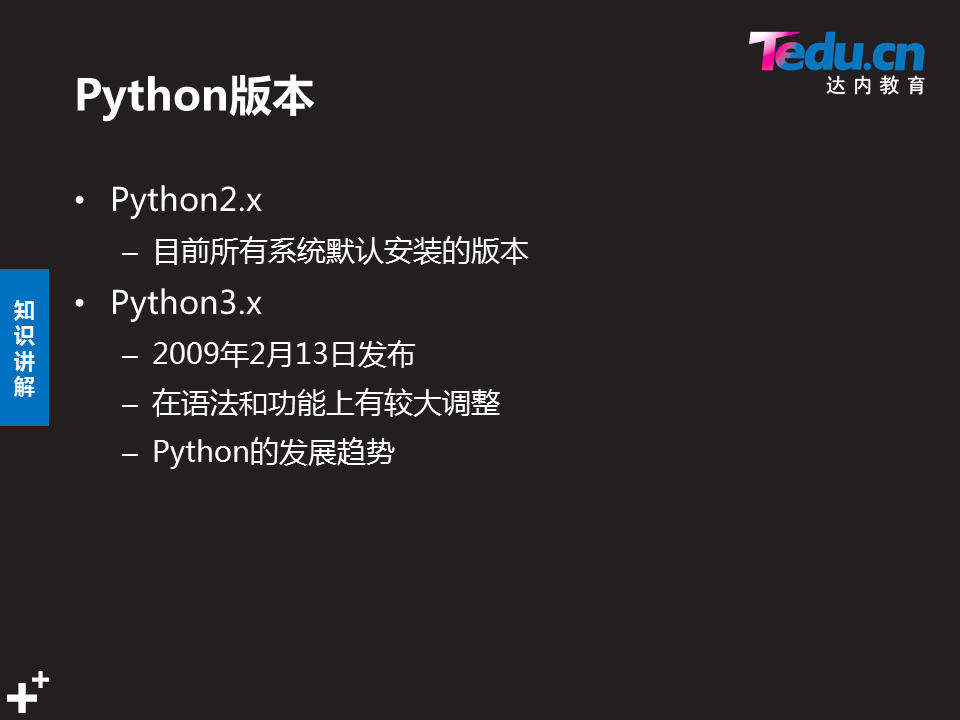 Tedu.cn
达内教育
Python版本
• Python2.x
– 目前所有系统默认安装的版本
• Python3.x
– 2009年2月13日发布
– 在语法和功能上有较大调整
– Python的发展趋势
知识讲解